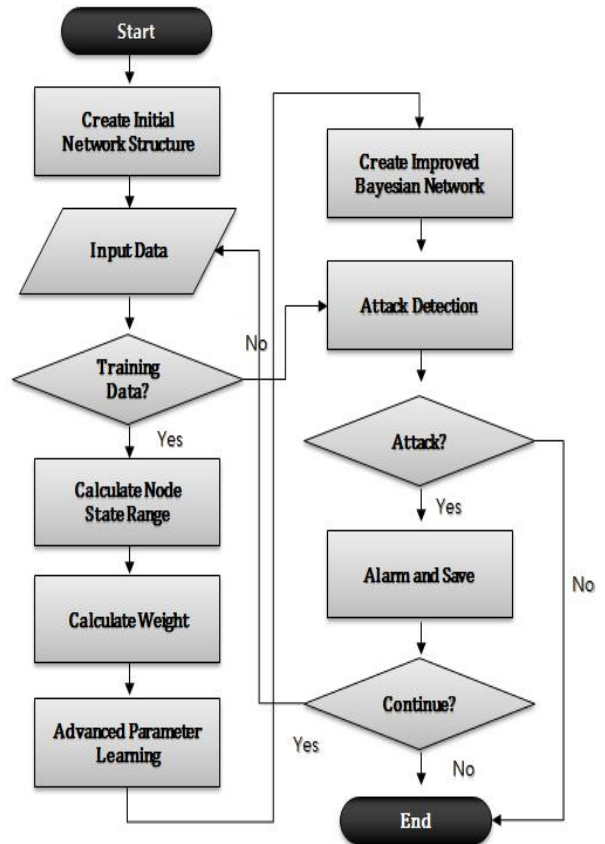 Start
Create Initial
Network Structure
Input Data
Training
Data?
No
Yes
Calculate Node
State Range
Calculate Weight
Advanced Parameter
Learning
Create Improved
Bayesian Network
Attack Detection
Attack?
Yes
No
Alarm and Save
Continue?
Yes
No
End